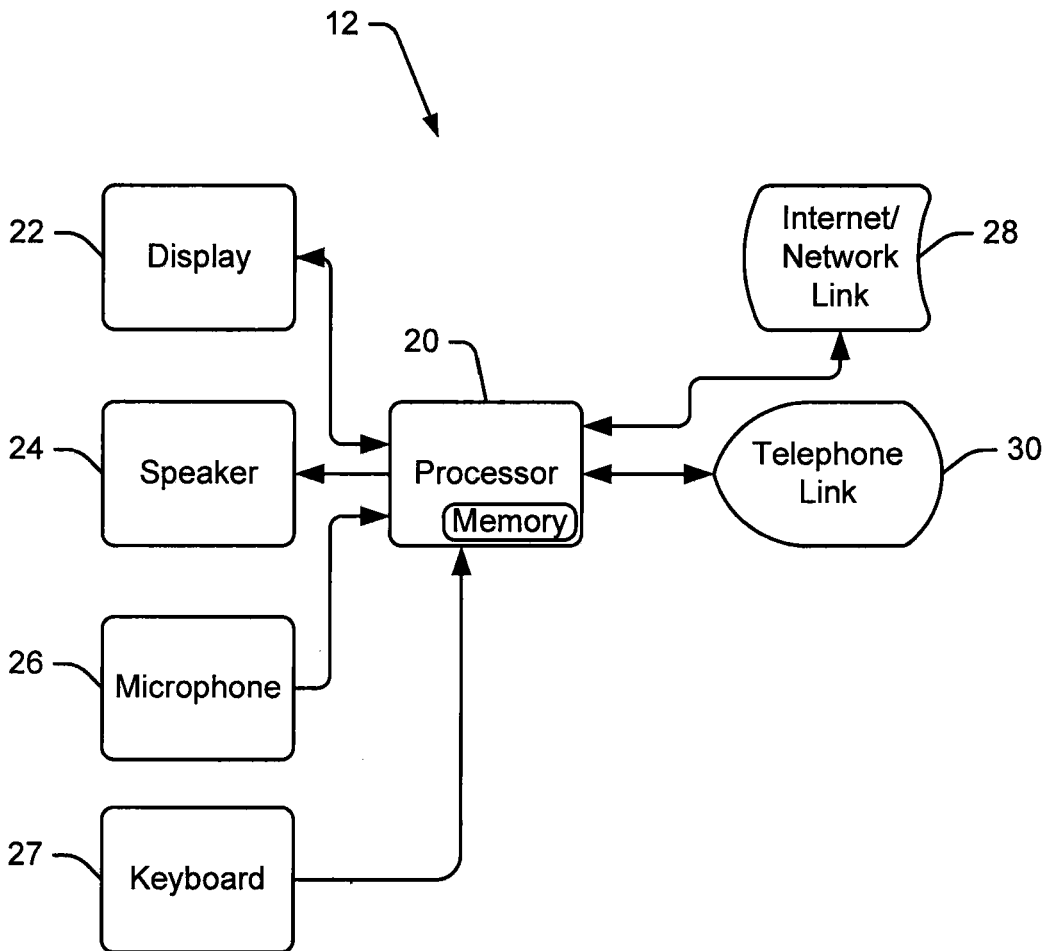 12
22
Display
Internet/
Network
Link
28
20
24
Speaker
Processor
Memory
Telephone
Link
30
26
Microphone
27
Keyboard